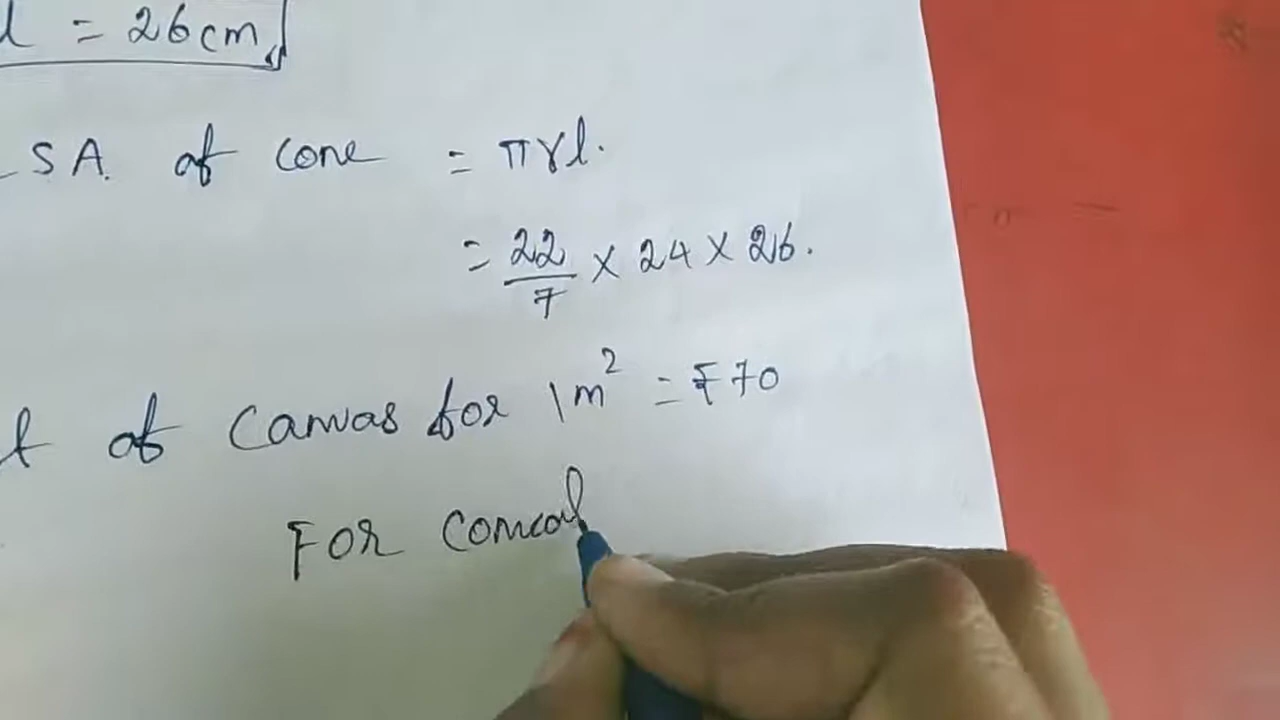 l = 26cm
SA. of cone = πrl.
= 22/7 × 24 × 26.
of Canvas for 1m² = ₹70
For conical